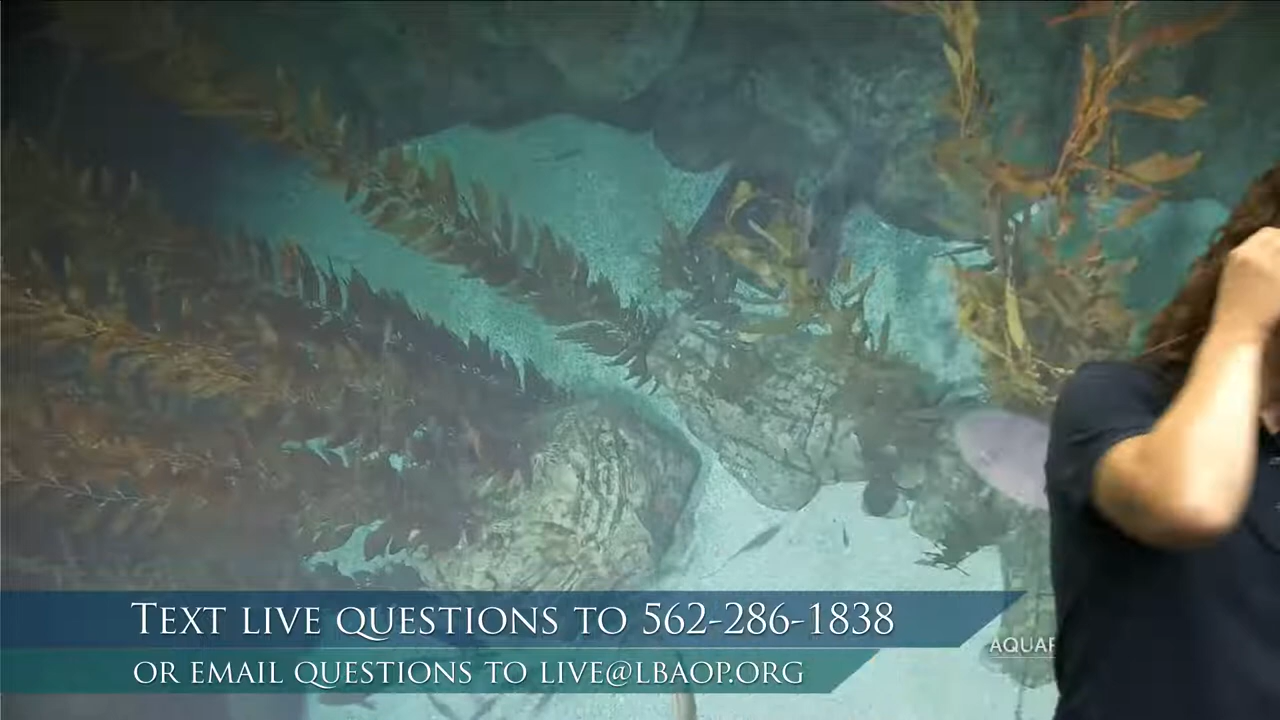 TEXT LIVE QUESTIONS TO 562-286-1838
OR EMAIL QUESTIONS TO LIVE@LBAOP.ORG